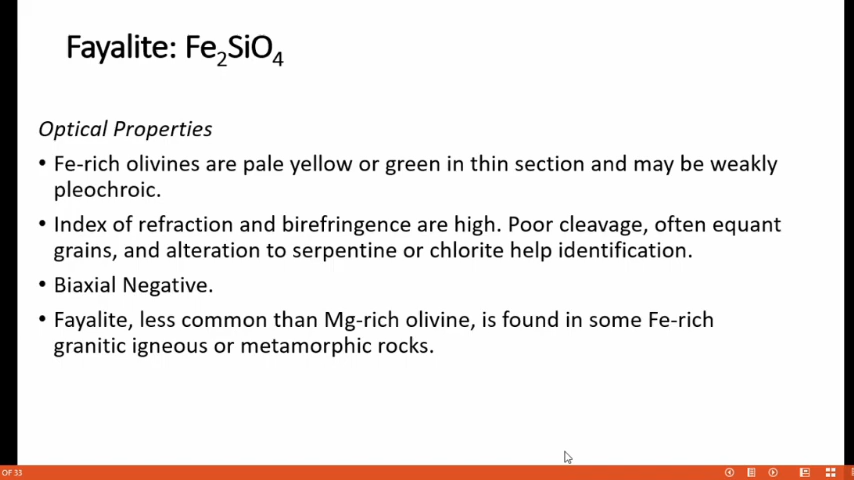 Fayalite: Fe₂SiO₄
Optical Properties
• Fe-rich olivines are pale yellow or green in thin section and may be weakly
pleochroic.
• Index of refraction and birefringence are high. Poor cleavage, often equant
grains, and alteration to serpentine or chlorite help identification.
• Biaxial Negative.
• Fayalite, less common than Mg-rich olivine, is found in some Fe-rich
granitic igneous or metamorphic rocks.
OF 33